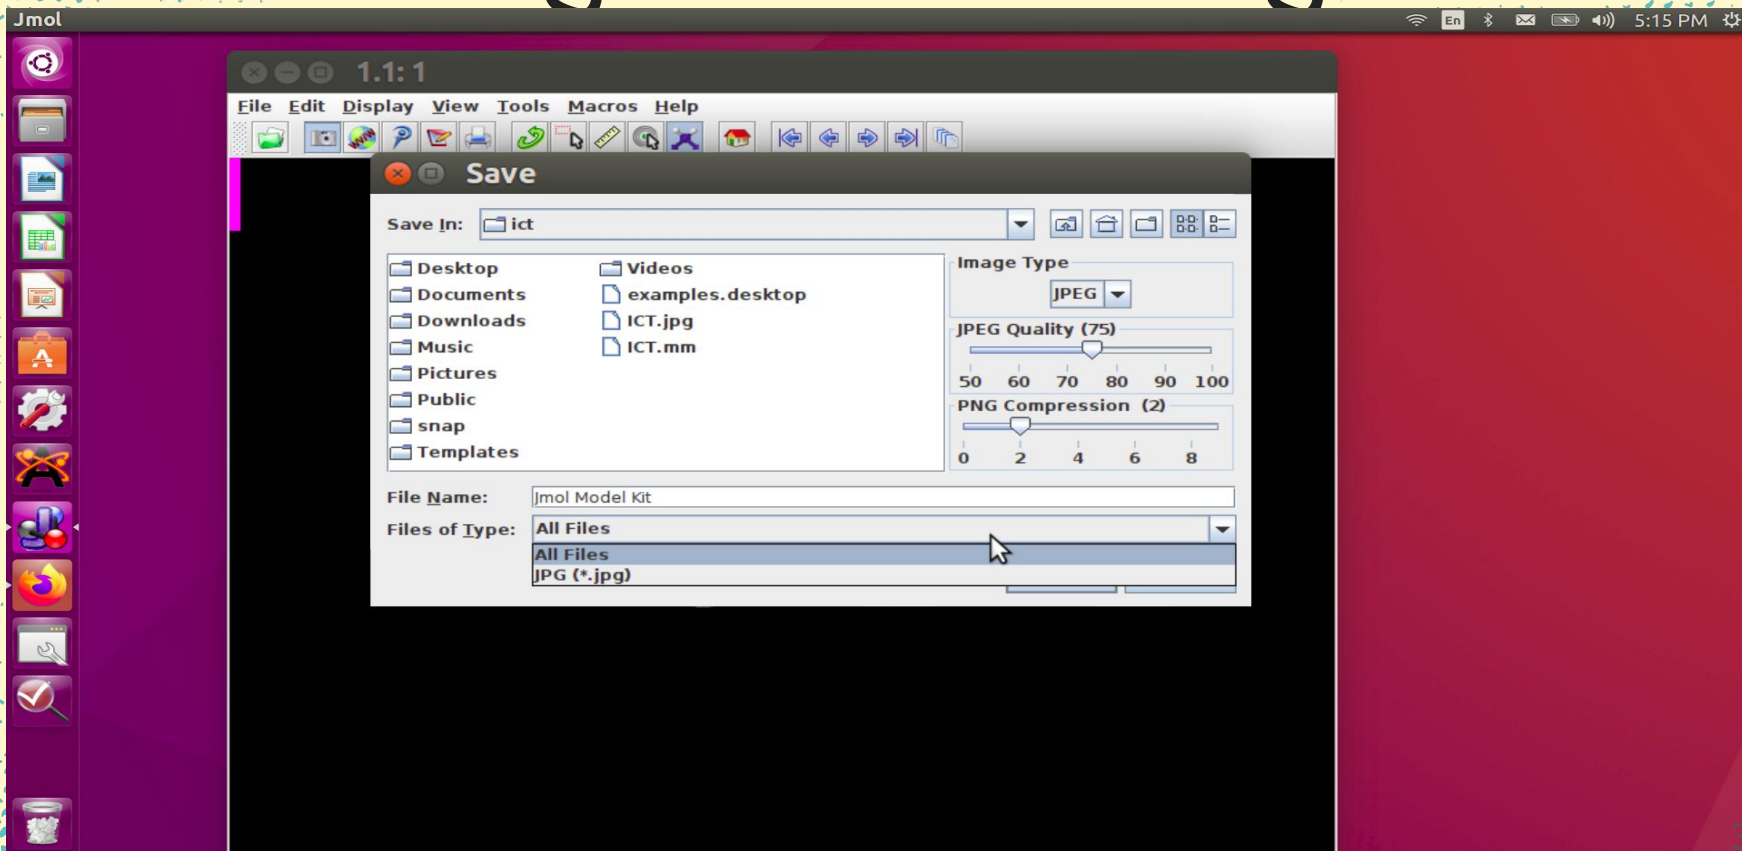 Jmol
En
5:15 PM
1.1: 1
File Edit Display View Tools Macros Help
Save
Save In: ict
Desktop
Documents
Downloads
Music
Pictures
Public
snap
Templates
Videos
examples.desktop
ICT.jpg
ICT.mm
Image Type
JPEG
JPEG Quality (75)
50 60 70 80 90 100
PNG Compression (2)
0 2 4 6 8
File Name: Jmol Model Kit
Files of Type: All Files
All Files
JPG (*.jpg)